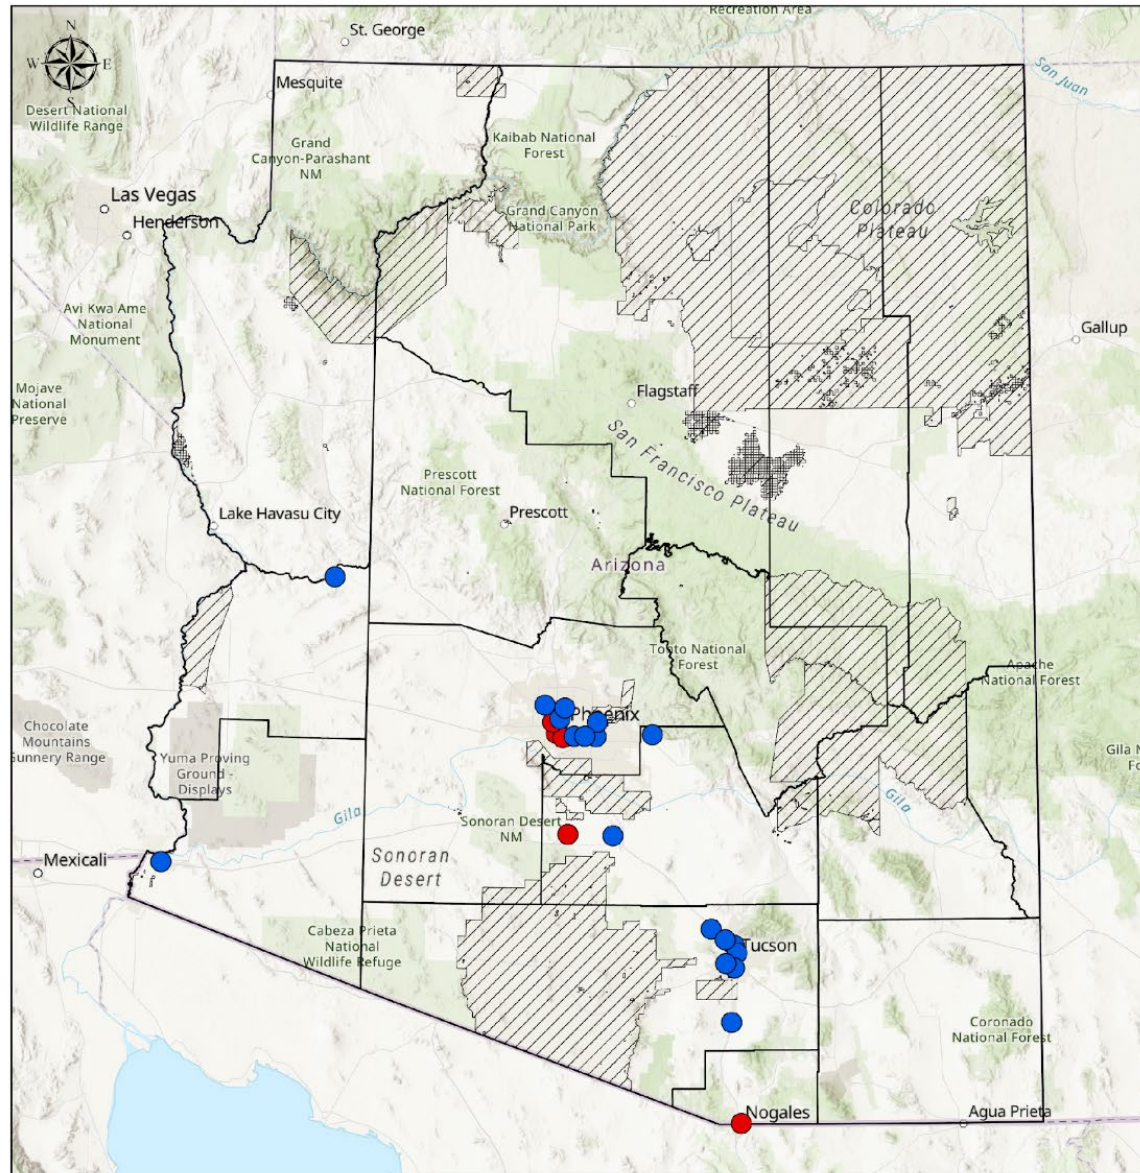 Recreation Area
St. George
N
W E
S
San Juan
Mesquite
Desert National
Wildlife Range
Grand
Canyon-Parashant
NM
Kaibab National
Forest
Las Vegas
Henderson
Grand Canyon
National Park
Colorado
Plateau
Avi Kwa Ame
National
Monument
Gallup
Mojave
National
Preserve
Flagstaff
San Francisco Plateau
Prescott
National Forest
Lake Havasu City
Prescott
Arizona
Tonto National
Forest
Apache
National Forest
Phoenix
Chocolate
Mountains
Gunnery Range
Yuma Proving
Ground -
Displays
Gila M
Fo
Gila
Gila
Sonoran Desert
NM
Mexicali
Sonoran
Desert
Cabeza Prieta
National
Wildlife Refuge
Tucson
Coronado
National Forest
Nogales
Agua Prieta